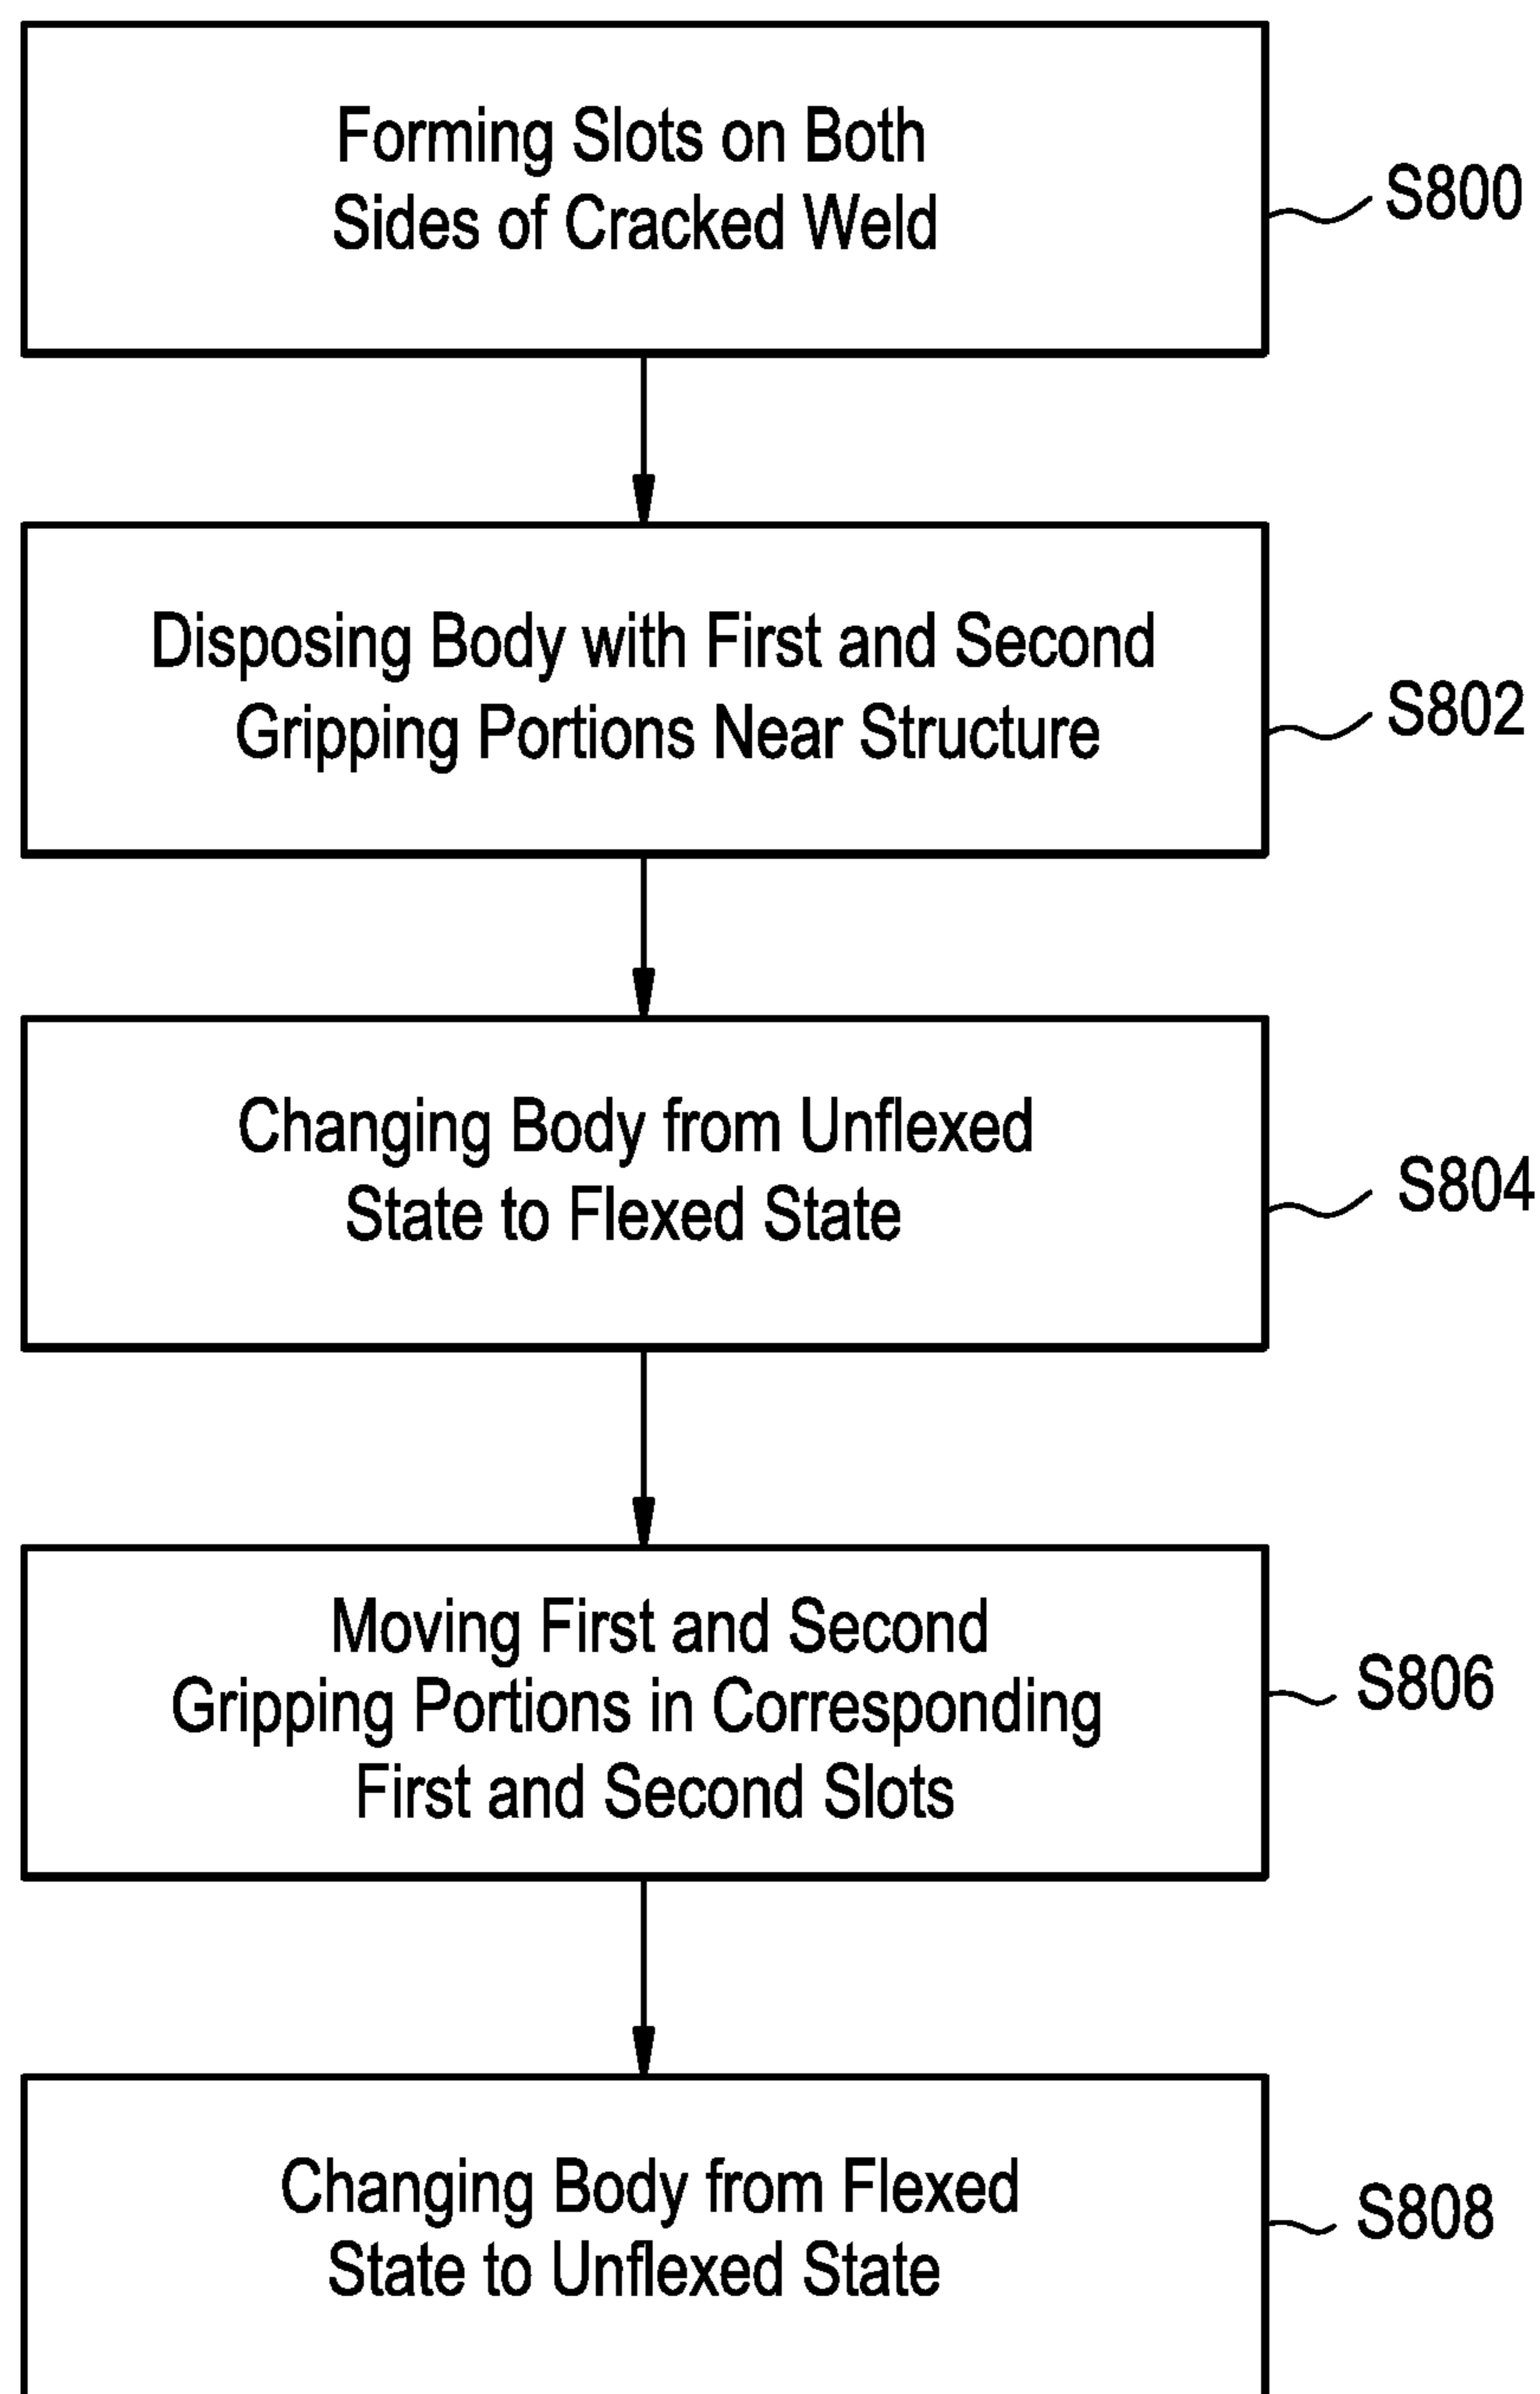 Forming Slots on Both
Sides of Cracked Weld
S800
Disposing Body with First and Second
Gripping Portions Near Structure
S802
Changing Body from Unflexed
State to Flexed State
S804
Moving First and Second
Gripping Portions in Corresponding
First and Second Slots
S806
Changing Body from Flexed
State to Unflexed State
S808